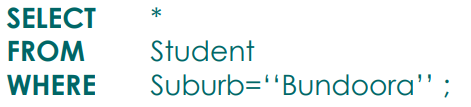 SELECT *
FROM Student
WHERE Suburb=‘‘Bundoora’’ ;